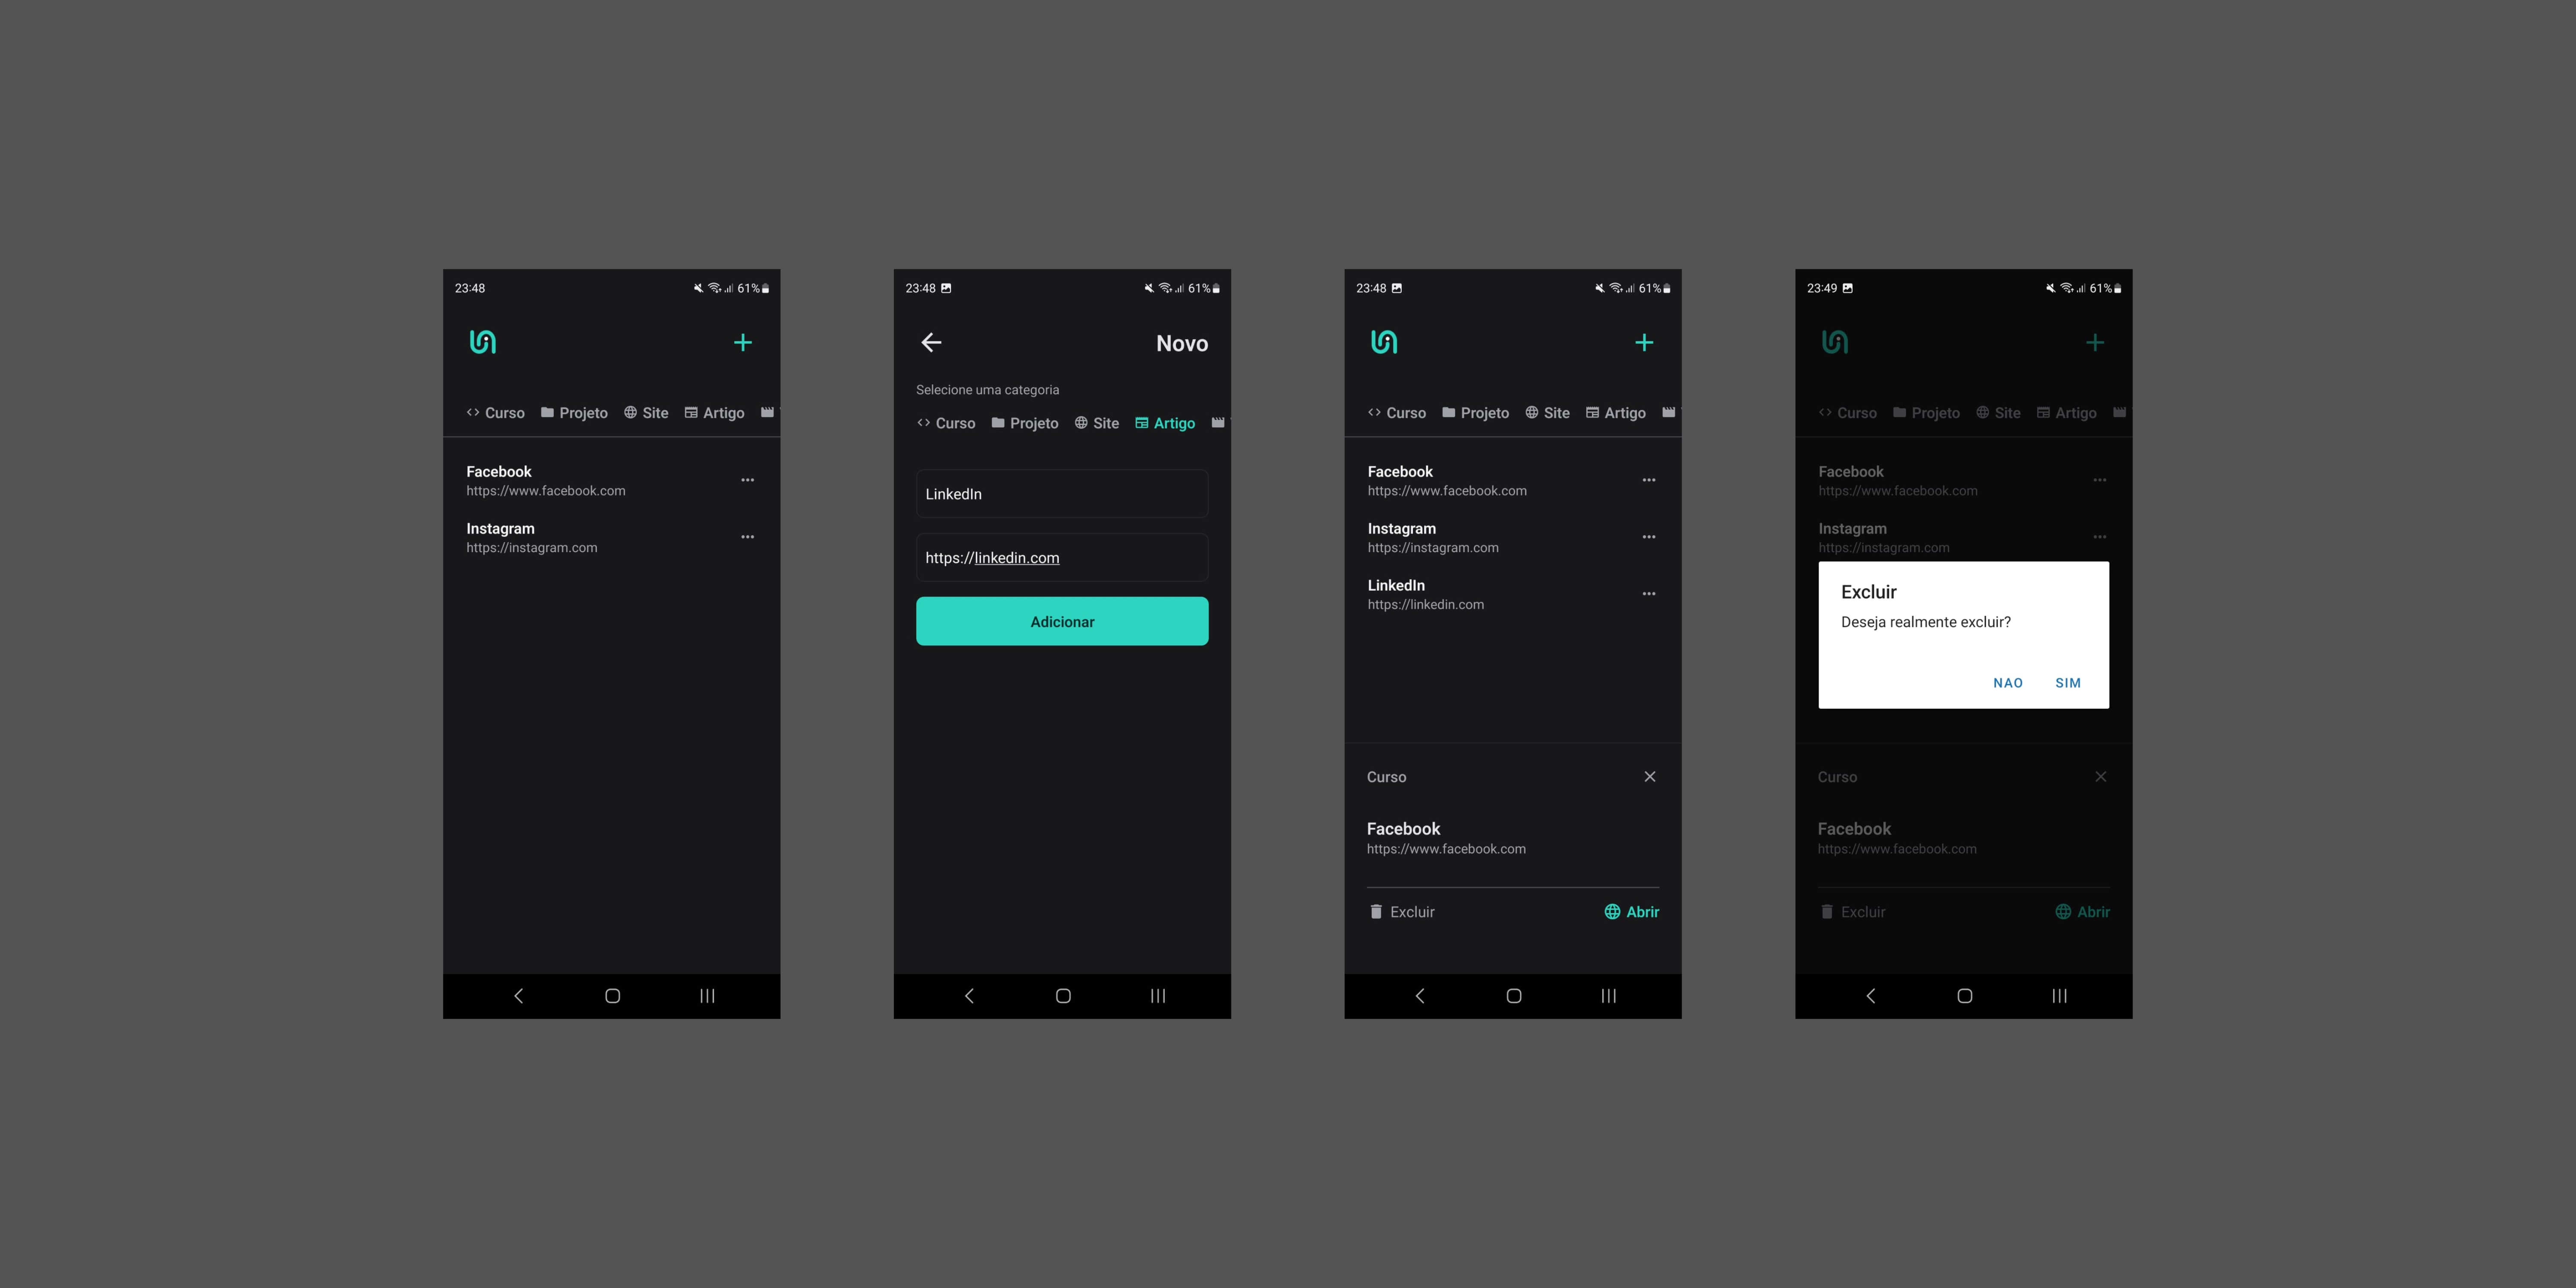 23:48 61%
Curso Projeto Site Artigo
Facebook
https://www.facebook.com
Instagram
https://instagram.com
23:48 61%
Novo
Selecione uma categoria
Curso Projeto Site Artigo
LinkedIn
https://linkedin.com
Adicionar
23:48 61%
Curso Projeto Site Artigo
Facebook
https://www.facebook.com
Instagram
https://instagram.com
LinkedIn
https://linkedin.com
Curso
Facebook
https://www.facebook.com
Excluir Abrir
23:49 61%
Curso Projeto Site Artigo
Facebook
https://www.facebook.com
Instagram
https://instagram.com
Excluir
Deseja realmente excluir?
NAO SIM
Curso
Facebook
https://www.facebook.com
Excluir Abrir